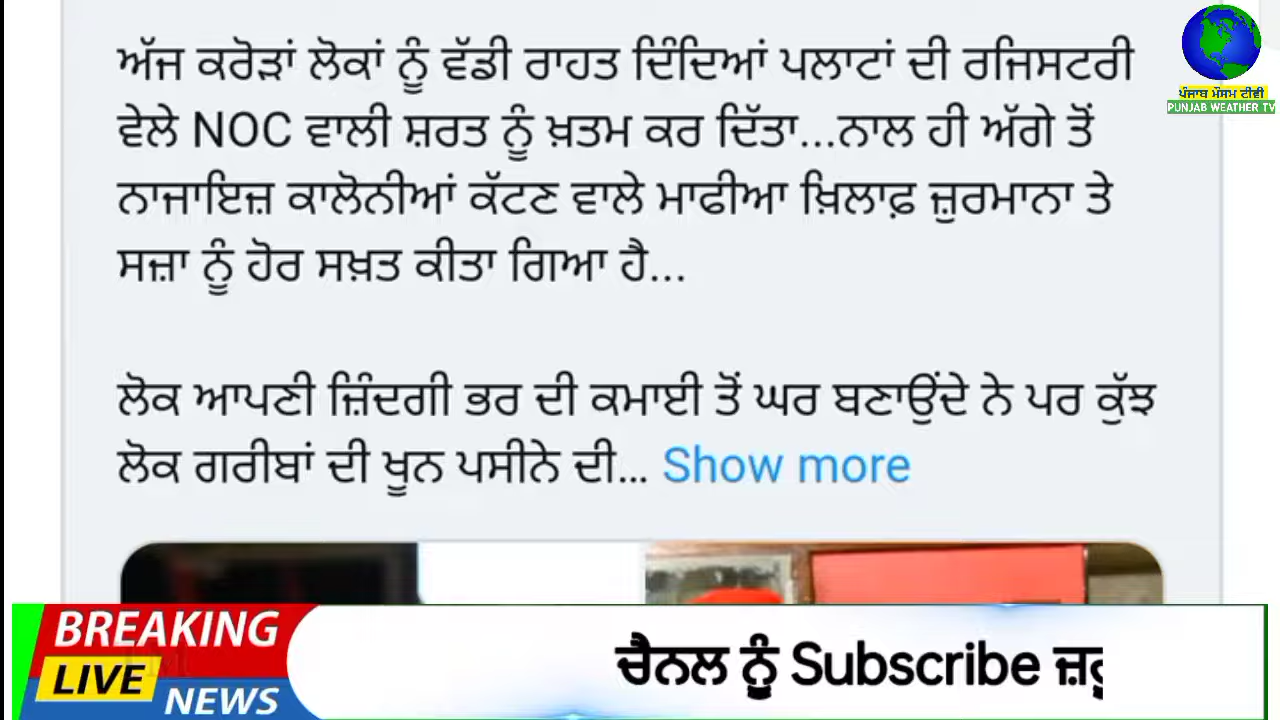 ਅੱਜ ਕਰੋੜਾਂ ਲੋਕਾਂ ਨੂੰ ਵੱਡੀ ਰਾਹਤ ਦਿੰਦਿਆਂ ਪਲਾਟਾਂ ਦੀ ਰਜਿਸਟਰੀ
ਵੇਲੇ NOC ਵਾਲੀ ਸ਼ਰਤ ਨੂੰ ਖ਼ਤਮ ਕਰ ਦਿੱਤਾ...ਨਾਲ ਹੀ ਅੱਗੇ ਤੋਂ
ਨਾਜਾਇਜ਼ ਕਾਲੋਨੀਆਂ ਕੱਟਣ ਵਾਲੇ ਮਾਫੀਆ ਖ਼ਿਲਾਫ਼ ਜ਼ੁਰਮਾਨਾ ਤੇ
ਸਜ਼ਾ ਨੂੰ ਹੋਰ ਸਖ਼ਤ ਕੀਤਾ ਗਿਆ ਹੈ...
ਲੋਕ ਆਪਣੀ ਜ਼ਿੰਦਗੀ ਭਰ ਦੀ ਕਮਾਈ ਤੋਂ ਘਰ ਬਣਾਉਂਦੇ ਨੇ ਪਰ ਕੁੱਝ
ਲੋਕ ਗਰੀਬਾਂ ਦੀ ਖੂਨ ਪਸੀਨੇ ਦੀ... Show more
ਪੰਜਾਬ ਮੌਸਮ ਟੀਵੀ
PUNJAB WEATHER TV
BREAKING
LIVE
NEWS
ਚੈਨਲ ਨੂੰ Subscribe